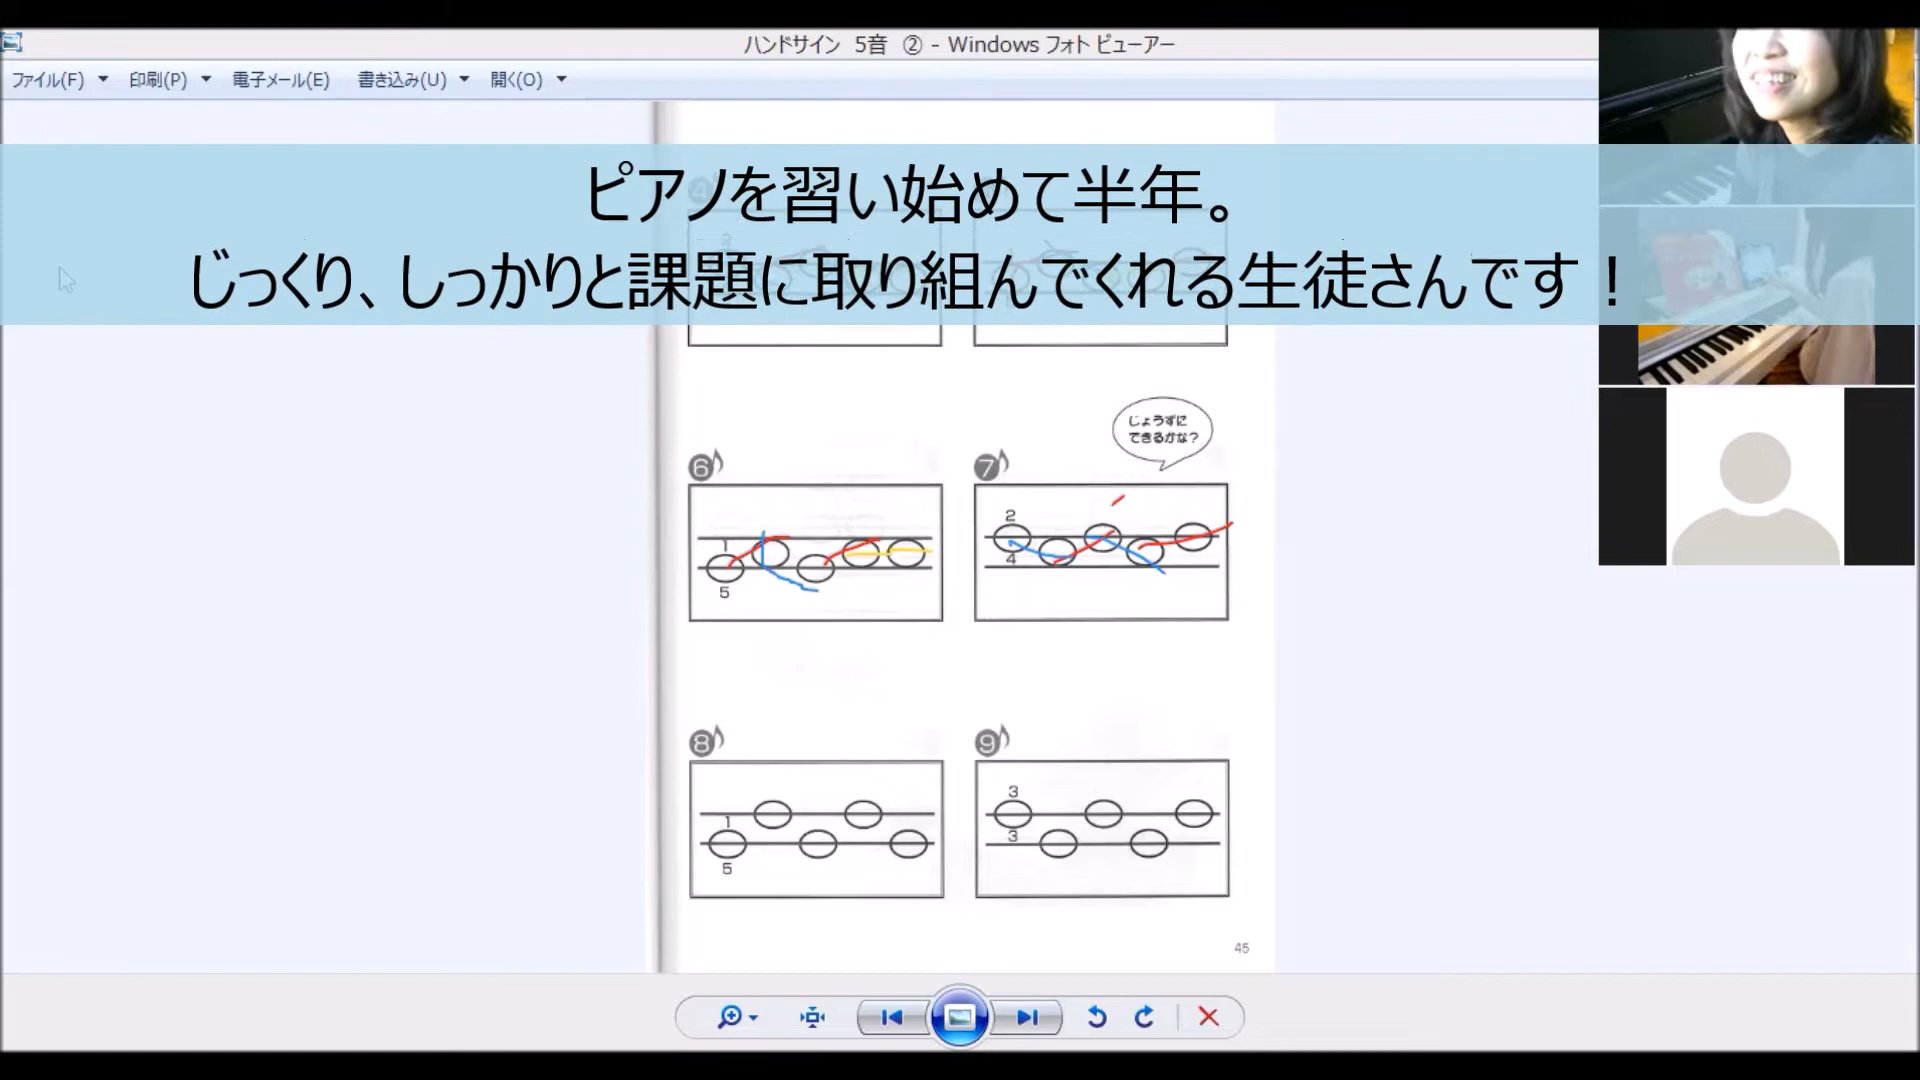 ハンドサイン 5音 ② - Windows フォト ビューアー
ファイル(F) 印刷(P) 電子メール(E) 書き込み(U) 開く(O)
ピアノを習い始めて半年。
じっくり、しっかりと課題に取り組んでくれる生徒さんです！
じょうずに
できるかな？
6 7
1 2
5 4
8 9
1 3
5 3
45